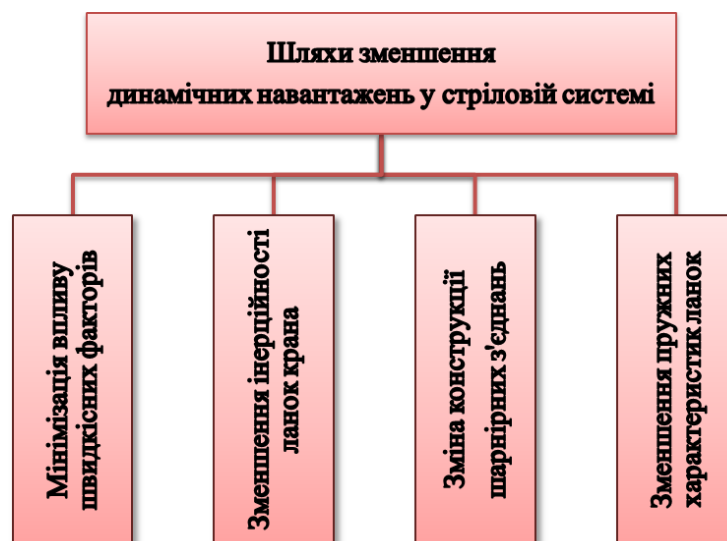 Шляхи зменшення
динамічних навантажень у стріловій системі
Мінімізація впливу
швидкісних факторів
Зменшення інерційності
ланок крана
Зміна конструкції
шарнірних з'єднань
Зменшення пружних
характеристик ланок